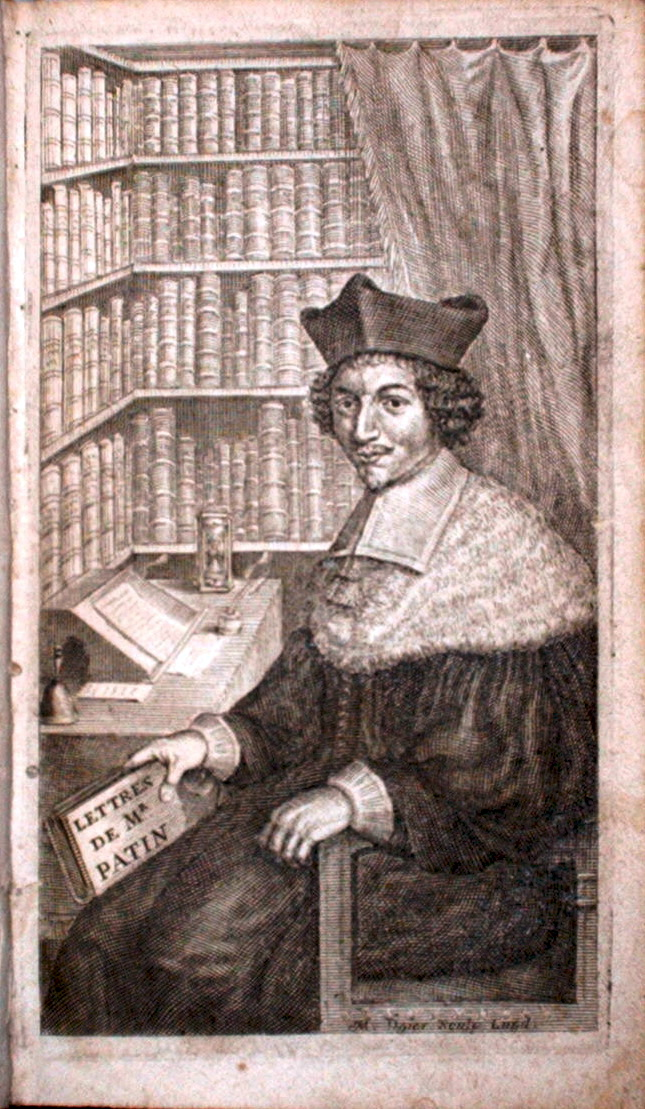 LETTRES
DE Mᴿ
PATIN
M. Ogier Sculp Lugd.